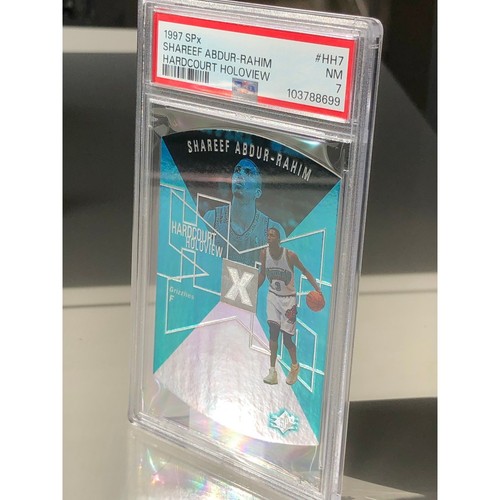 1997 SPx
SHAREEF ABDUR-RAHIM
HARDCOURT HOLOVIEW
#HH7
NM
7
103788699
SHAREEF ABDUR-RAHIM
HARDCOURT
HOLOVIEW
X
Grizzlies
F